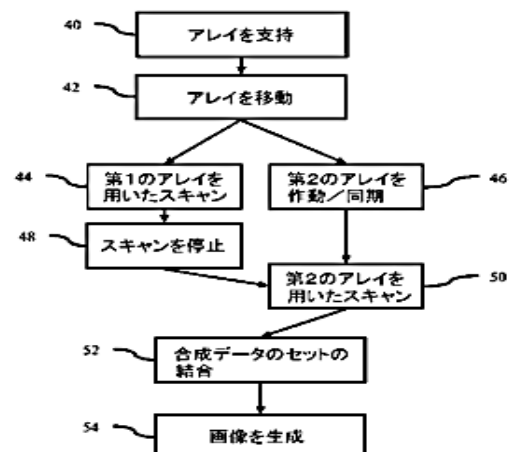 40
アレイを支持
42
アレイを移動
44
第1のアレイを
用いたスキャン
第2のアレイを
作動/同期
46
48
スキャンを停止
第2のアレイを
用いたスキャン
50
52
合成データのセットの
結合
54
画像を生成